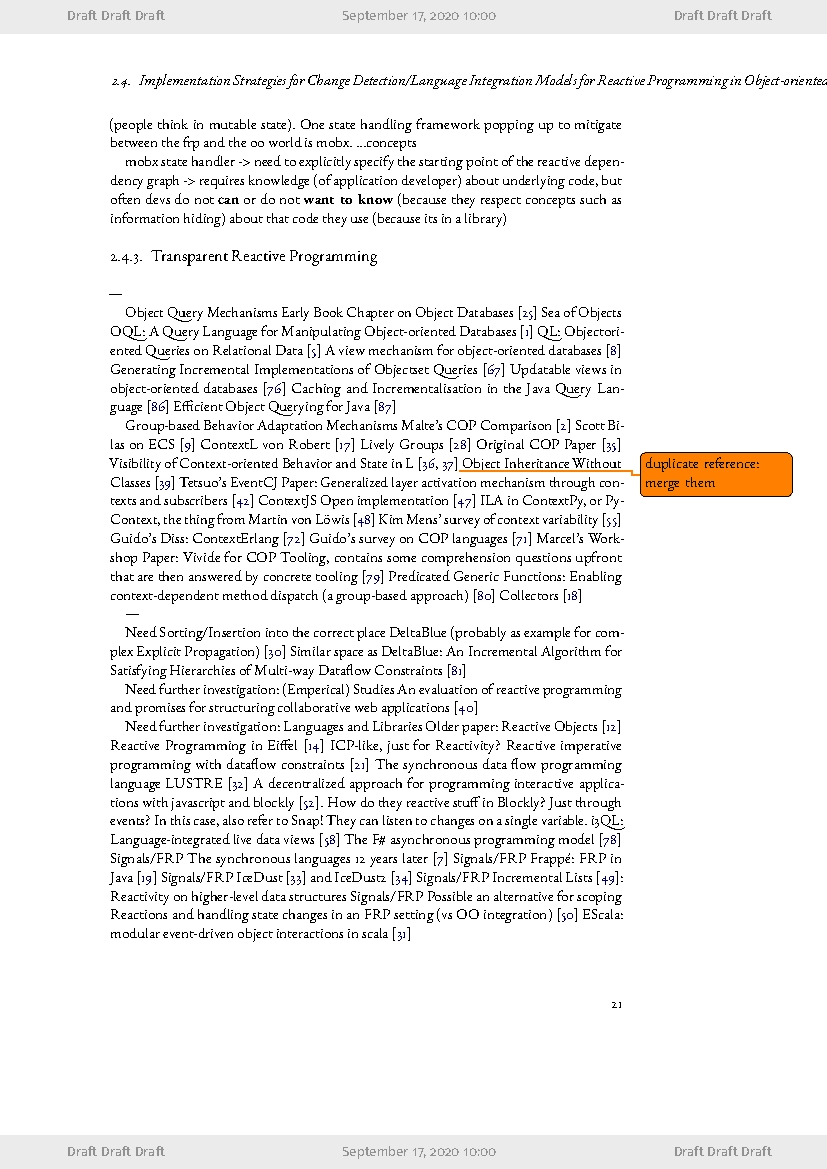 Draft Draft Draft September 17, 2020 10:00 Draft Draft Draft
2.4. Implementation Strategies for Change Detection/Language Integration Models for Reactive Programming in Object-oriented
(people think in mutable state). One state handling framework popping up to mitigate
between the frp and the oo world is mobx. ...concepts
mobx state handler -> need to explicitly specify the starting point of the reactive depen-
dency graph -> requires knowledge (of application developer) about underlying code, but
often devs do not can or do not want to know (because they respect concepts such as
information hiding) about that code they use (because its in a library)
2.4.3. Transparent Reactive Programming
—
Object Query Mechanisms Early Book Chapter on Object Databases [25] Sea of Objects
OQL: A Query Language for Manipulating Object-oriented Databases [1] QL: Objectori-
ented Queries on Relational Data [5] A view mechanism for object-oriented databases [8]
Generating Incremental Implementations of Objectset Queries [67] Updatable views in
object-oriented databases [76] Caching and Incrementalisation in the Java Query Lan-
guage [86] Efficient Object Querying for Java [87]
Group-based Behavior Adaptation Mechanisms Malte's COP Comparison [2] Scott Bi-
las on ECS [9] ContextL von Robert [17] Lively Groups [28] Original COP Paper [35]
Visibility of Context-oriented Behavior and State in L [36, 37] Object Inheritance Without
duplicate reference:
merge them
Classes [39] Tetsuo's EventCJ Paper: Generalized layer activation mechanism through con-
texts and subscribers [42] ContextJS Open implementation [47] ILA in ContextPy, or Py-
Context, the thing from Martin von Löwis [48] Kim Mens' survey of context variability [55]
Guido's Diss: ContextErlang [72] Guido's survey on COP languages [71] Marcel's Work-
shop Paper: Vivide for COP Tooling, contains some comprehension questions upfront
that are then answered by concrete tooling [79] Predicated Generic Functions: Enabling
context-dependent method dispatch (a group-based approach) [80] Collectors [18]
—
Need Sorting/Insertion into the correct place DeltaBlue (probably as example for com-
plex Explicit Propagation) [30] Similar space as DeltaBlue: An Incremental Algorithm for
Satisfying Hierarchies of Multi-way Dataflow Constraints [81]
Need further investigation: (Emperical) Studies An evaluation of reactive programming
and promises for structuring collaborative web applications [40]
Need further investigation: Languages and Libraries Older paper: Reactive Objects [12]
Reactive Programming in Eiffel [14] ICP-like, just for Reactivity? Reactive imperative
programming with dataflow constraints [21] The synchronous data flow programming
language LUSTRE [32] A decentralized approach for programming interactive applica-
tions with javascript and blockly [52]. How do they reactive stuff in Blockly? Just through
events? In this case, also refer to Snap! They can listen to changes on a single variable. i3QL:
Language-integrated live data views [58] The F# asynchronous programming model [78]
Signals/FRP The synchronous languages 12 years later [7] Signals/FRP Frappé: FRP in
Java [19] Signals/FRP IceDust [33] and IceDust2 [34] Signals/FRP Incremental Lists [49]:
Reactivity on higher-level data structures Signals/FRP Possible an alternative for scoping
Reactions and handling state changes in an FRP setting (vs OO integration) [50] EScala:
modular event-driven object interactions in scala [31]
21
Draft Draft Draft September 17, 2020 10:00 Draft Draft Draft